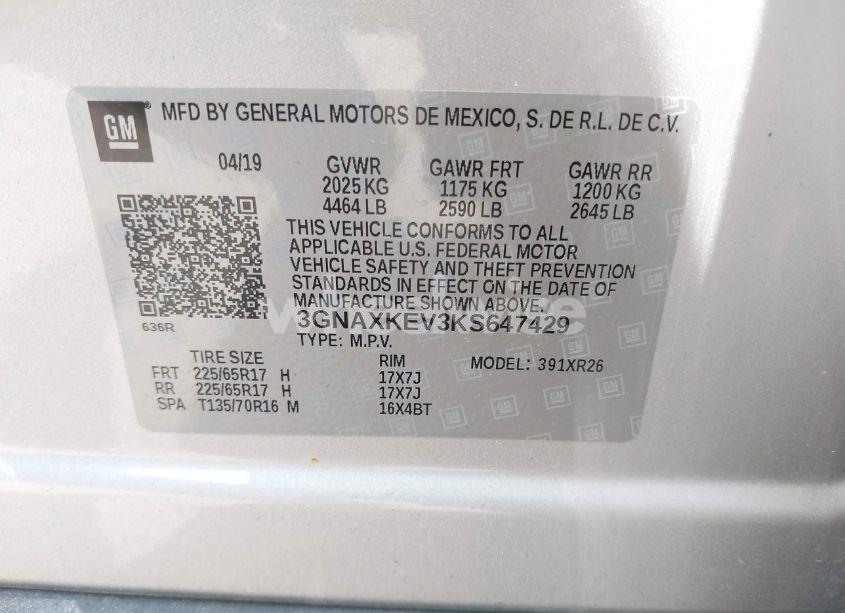 GM ® MFD BY GENERAL MOTORS DE MEXICO, S. DE R.L. DE C.V.
04/19 GVWR GAWR FRT GAWR RR
2025 KG 1175 KG 1200 KG
4464 LB 2590 LB 2645 LB
THIS VEHICLE CONFORMS TO ALL
APPLICABLE U.S. FEDERAL MOTOR
VEHICLE SAFETY AND THEFT PREVENTION
STANDARDS IN EFFECT ON THE DATE OF
MANUFACTURE SHOWN ABOVE.
3GNAXKEV3KS647429
636R
TYPE: M.P.V. MODEL: 391XR26
TIRE SIZE RIM
FRT 225/65R17 H 17X7J
RR 225/65R17 H 17X7J
SPA T135/70R16 M 16X4BT